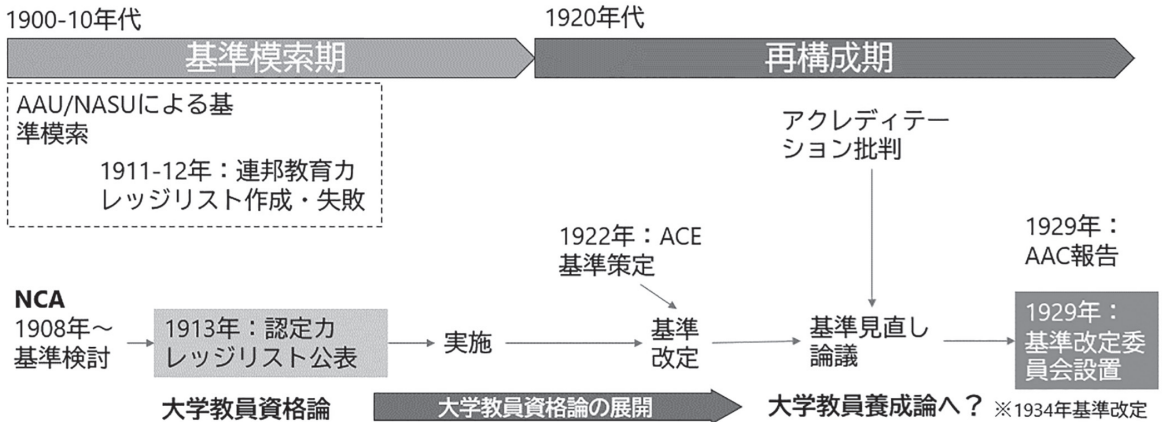 1900-10年代
1920年代
基準模索期
再構成期
AAU/NASUによる基
準模索
1911-12年：連邦教育カ
レッジリスト作成・失敗
アクレディテー
ション批判
1922年：ACE
基準策定
1929年：
AAC報告
NCA
1908年～
基準検討
1913年：認定カ
レッジリスト公表
実施
基準
改定
基準見直し
論議
1929年：
基準改定委
員会設置
大学教員資格論
大学教員資格論の展開
大学教員養成論へ？
※1934年基準改定